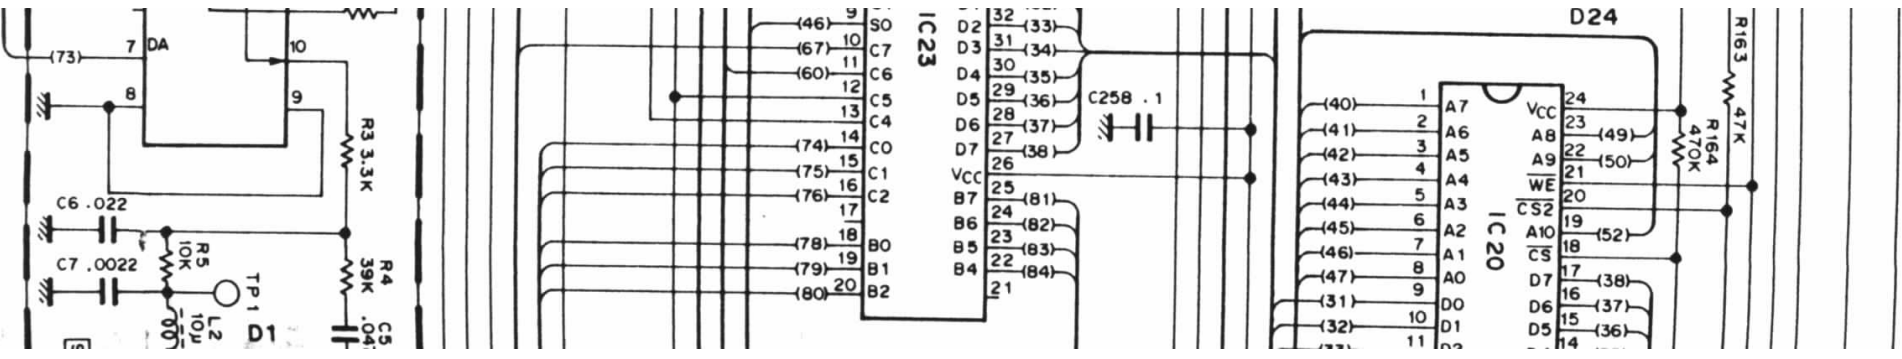 (73)
7
DA
10
8
9
R3 3.3K
C6 .022
R5
10K
C7 .0022
TP 1
L2
10µ
D1
R4
39K
C5
.047
9
(46)
S0
(67)
10
C7
(60)
11
C6
12
C5
13
C4
(74)
14
C0
(75)
15
C1
(76)
16
C2
17
(78)
18
B0
(79)
19
B1
(80)
20
B2
IC23
D2
32
(33)
D3
31
(34)
D4
30
(35)
D5
29
(36)
D6
28
(37)
D7
27
(38)
VCC
26
B7
25
(81)
B6
24
(82)
B5
23
(83)
B4
22
(84)
21
C258 .1
D24
(40)
1
A7
(41)
2
A6
(42)
3
A5
(43)
4
A4
(44)
5
A3
(45)
6
A2
(46)
7
A1
(47)
8
A0
(31)
9
D0
(32)
10
D1
11
D2
IC20
VCC
24
A8
23
(49)
A9
22
(50)
WE
21
CS2
20
A10
19
(52)
CS
18
D7
17
(38)
D6
16
(37)
D5
15
(36)
14
R163
47K
R164
470K